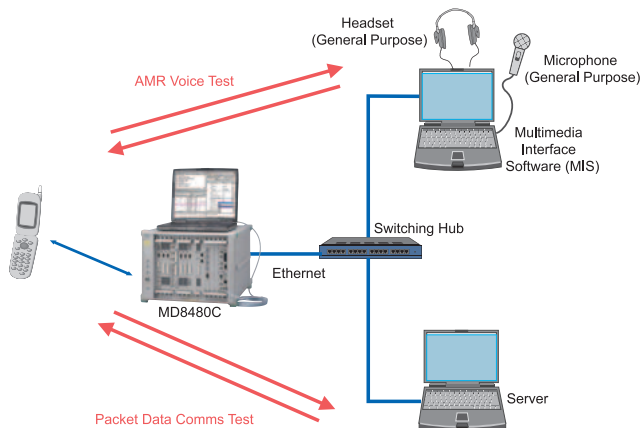 Headset
(General Purpose)
Microphone
(General Purpose)
AMR Voice Test
Multimedia
Interface
Software (MIS)
Switching Hub
Ethernet
MD8480C
Server
Packet Data Comms Test